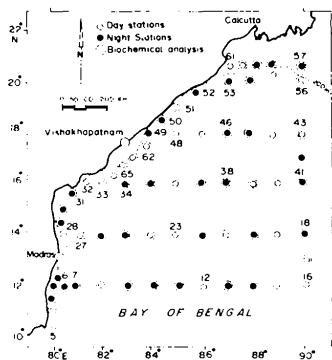 Calcutta
22° N
Day stations
Night Stations
Biochemical analysis
N
61 57
20° 53 56
52
51
50
18° Vishakhapatnam 49 48 46 43
62
65
16° 32 33 34 38 41
31
28 18
14° 27 23
Madras
6 7
12° 12 16
BAY OF BENGAL
10° 5
80°E 82° 84° 86° 88° 90°